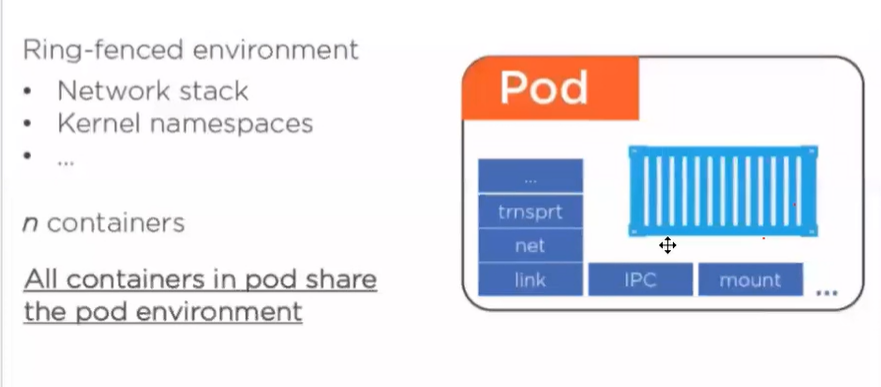 Ring-fenced environment
• Network stack
• Kernel namespaces
• ...
n containers
All containers in pod share
the pod environment
Pod
...
trnsprt
net
link
IPC
mount
...